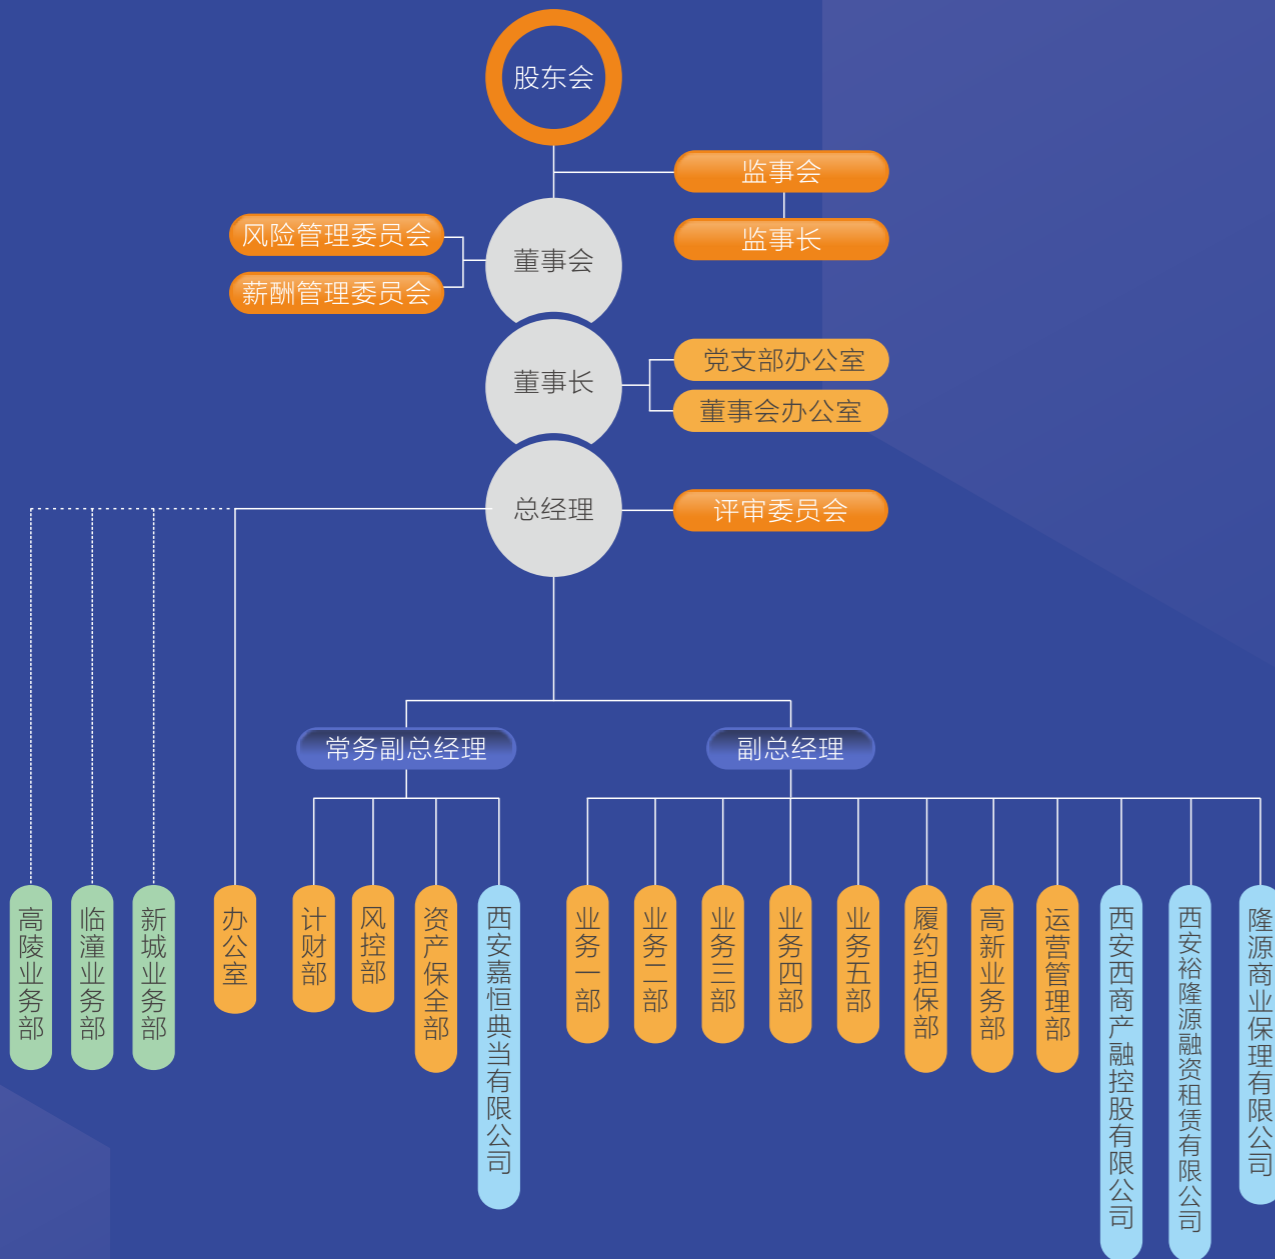 股东会
监事会
监事长
风险管理委员会
薪酬管理委员会
董事会
董事长
党支部办公室
董事会办公室
总经理
评审委员会
常务副总经理
副总经理
高陵业务部
临潼业务部
新城业务部
办公室
计财部
风控部
资产保全部
西安嘉恒典当有限公司
业务一部
业务二部
业务三部
业务四部
业务五部
履约担保部
高新业务部
运营管理部
西安西商产融控股有限公司
西安裕隆源融资租赁有限公司
隆源商业保理有限公司